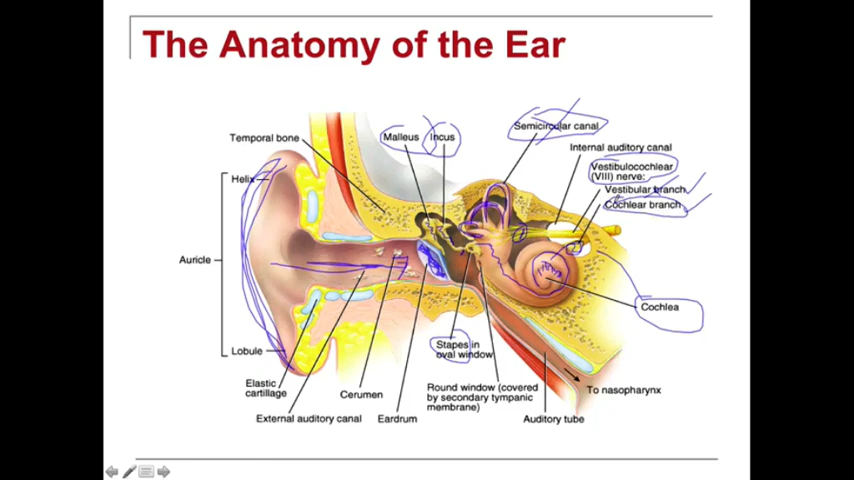 The Anatomy of the Ear
Semicircular canal
Malleus
Incus
Temporal bone
Internal auditory canal
Vestibulocochlear
(VIII) nerve:
Vestibular branch
Cochlear branch
Helix
Auricle
Cochlea
Lobule
Stapes in
oval window
Elastic
cartilage
Cerumen
Round window (covered
by secondary tympanic
membrane)
To nasopharynx
External auditory canal
Eardrum
Auditory tube